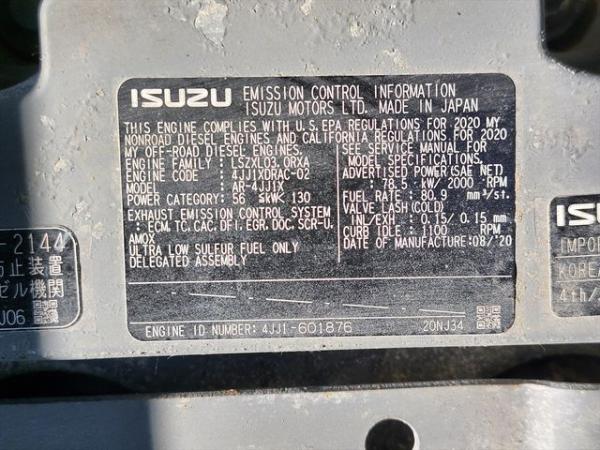 ISUZU EMISSION CONTROL INFORMATION
ISUZU MOTORS LTD. MADE IN JAPAN
THIS ENGINE COMPLIES WITH U.S.EPA REGULATIONS FOR 2020 MY
NONROAD DIESEL ENGINES AND CALIFORNIA REGULATIONS FOR 2020
MY OFF-ROAD DIESEL ENGINES.
ENGINE FAMILY : LSZXL03.0RXA
ENGINE CODE : 4JJ1XDRAC-02
MODEL : AR-4JJ1X
POWER CATEGORY: 56 ≤kW< 130
EXHAUST EMISSION CONTROL SYSTEM
: ECM, TC, CAC, DFI, EGR, DOC, SCR-U,
AMOX
ULTRA LOW SULFUR FUEL ONLY
DELEGATED ASSEMBLY
SEE SERVICE MANUAL FOR
MODEL SPECIFICATIONS.
ADVERTISED POWER(SAE NET)
: 78.5 kW/ 2000 RPM
FUEL RATE: 80.9 mm³/st.
VALVE LASH(COLD)
INL/EXH : 0.15/ 0.15 mm
CURB IDLE : 1100 RPM
DATE OF MANUFACTURE:08/'20
ENGINE ID NUMBER: 4JJ1-601876 20NJ34
-2144
止装置
ゼル機関
J06
ISU
IMPOR
KOREA
4th/